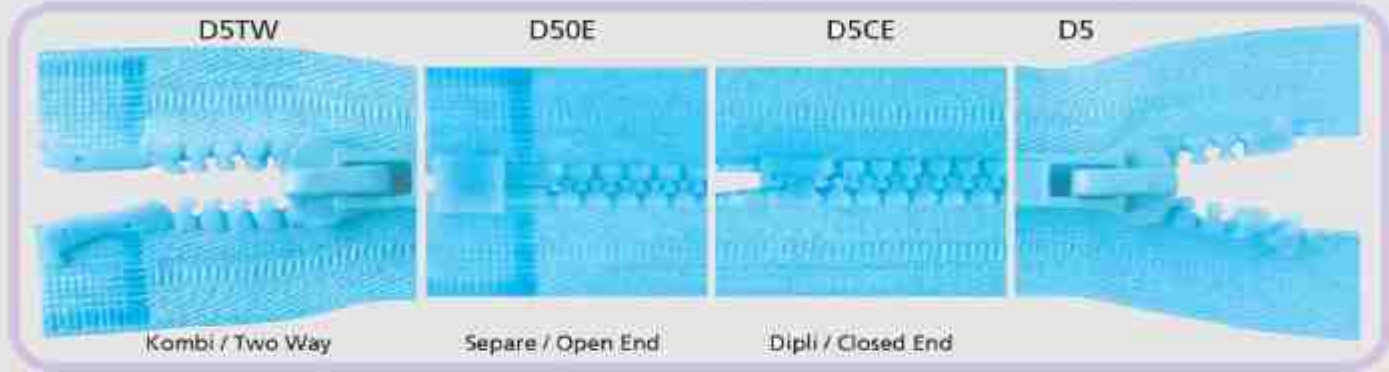 D5TW
D50E
D5CE
D5
Kombi / Two Way
Separe / Open End
Dipli / Closed End